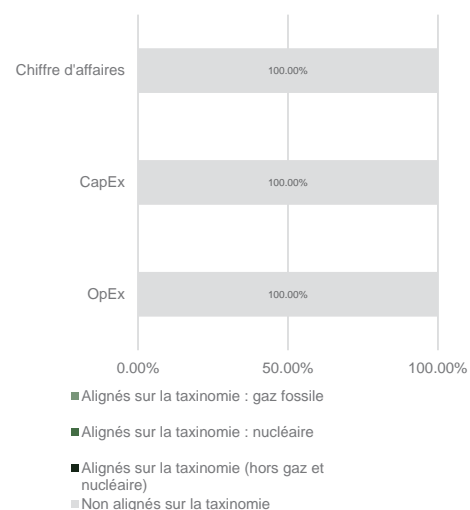 Chiffre d'affaires
100.00%
CapEx
100.00%
OpEx
100.00%
0.00%
50.00%
100.00%
Alignés sur la taxinomie : gaz fossile
Alignés sur la taxinomie : nucléaire
Alignés sur la taxinomie (hors gaz et
nucléaire)
Non alignés sur la taxinomie